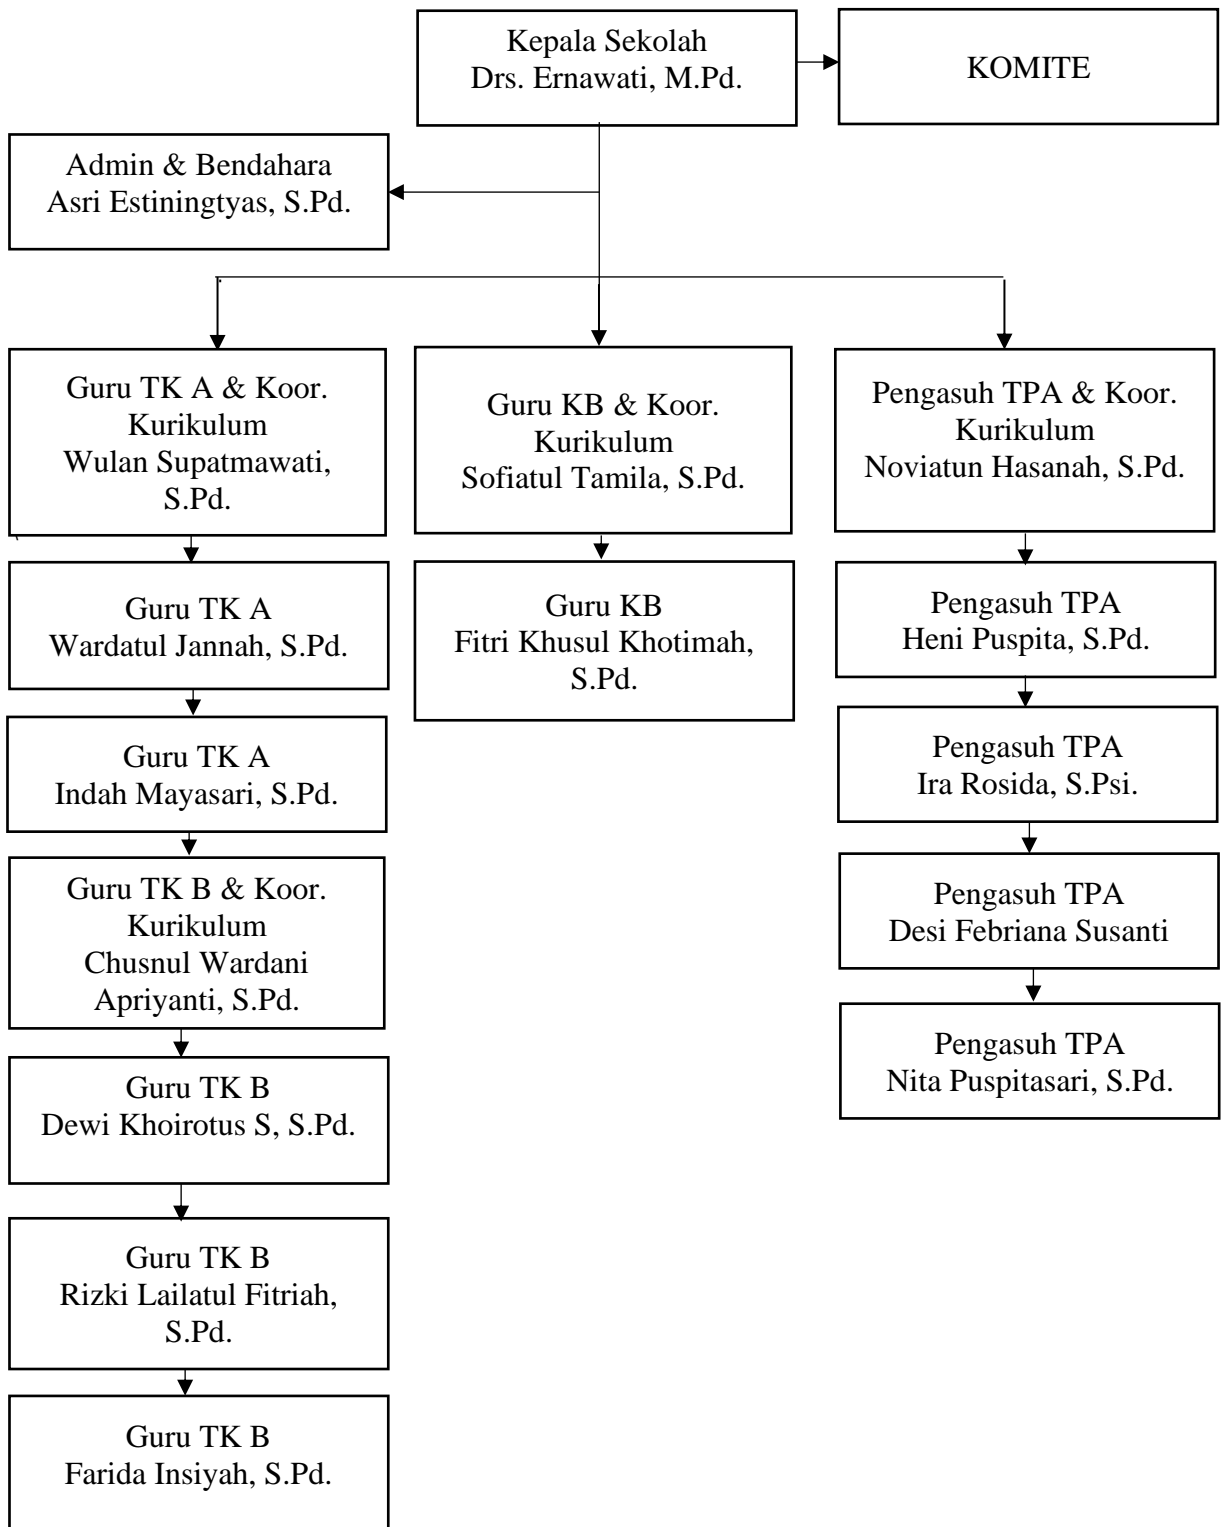 Kepala Sekolah
Drs. Ernawati, M.Pd.
KOMITE
Admin & Bendahara
Asri Estiningtyas, S.Pd.
Guru TK A & Koor.
Kurikulum
Wulan Supatmawati,
S.Pd.
Guru KB & Koor.
Kurikulum
Sofiatul Tamila, S.Pd.
Pengasuh TPA & Koor.
Kurikulum
Noviatun Hasanah, S.Pd.
Guru TK A
Wardatul Jannah, S.Pd.
Guru KB
Fitri Khusul Khotimah,
S.Pd.
Pengasuh TPA
Heni Puspita, S.Pd.
Guru TK A
Indah Mayasari, S.Pd.
Pengasuh TPA
Ira Rosida, S.Psi.
Guru TK B & Koor.
Kurikulum
Chusnul Wardani
Apriyanti, S.Pd.
Pengasuh TPA
Desi Febriana Susanti
Guru TK B
Dewi Khoirotus S, S.Pd.
Pengasuh TPA
Nita Puspitasari, S.Pd.
Guru TK B
Rizki Lailatul Fitriah,
S.Pd.
Guru TK B
Farida Insiyah, S.Pd.